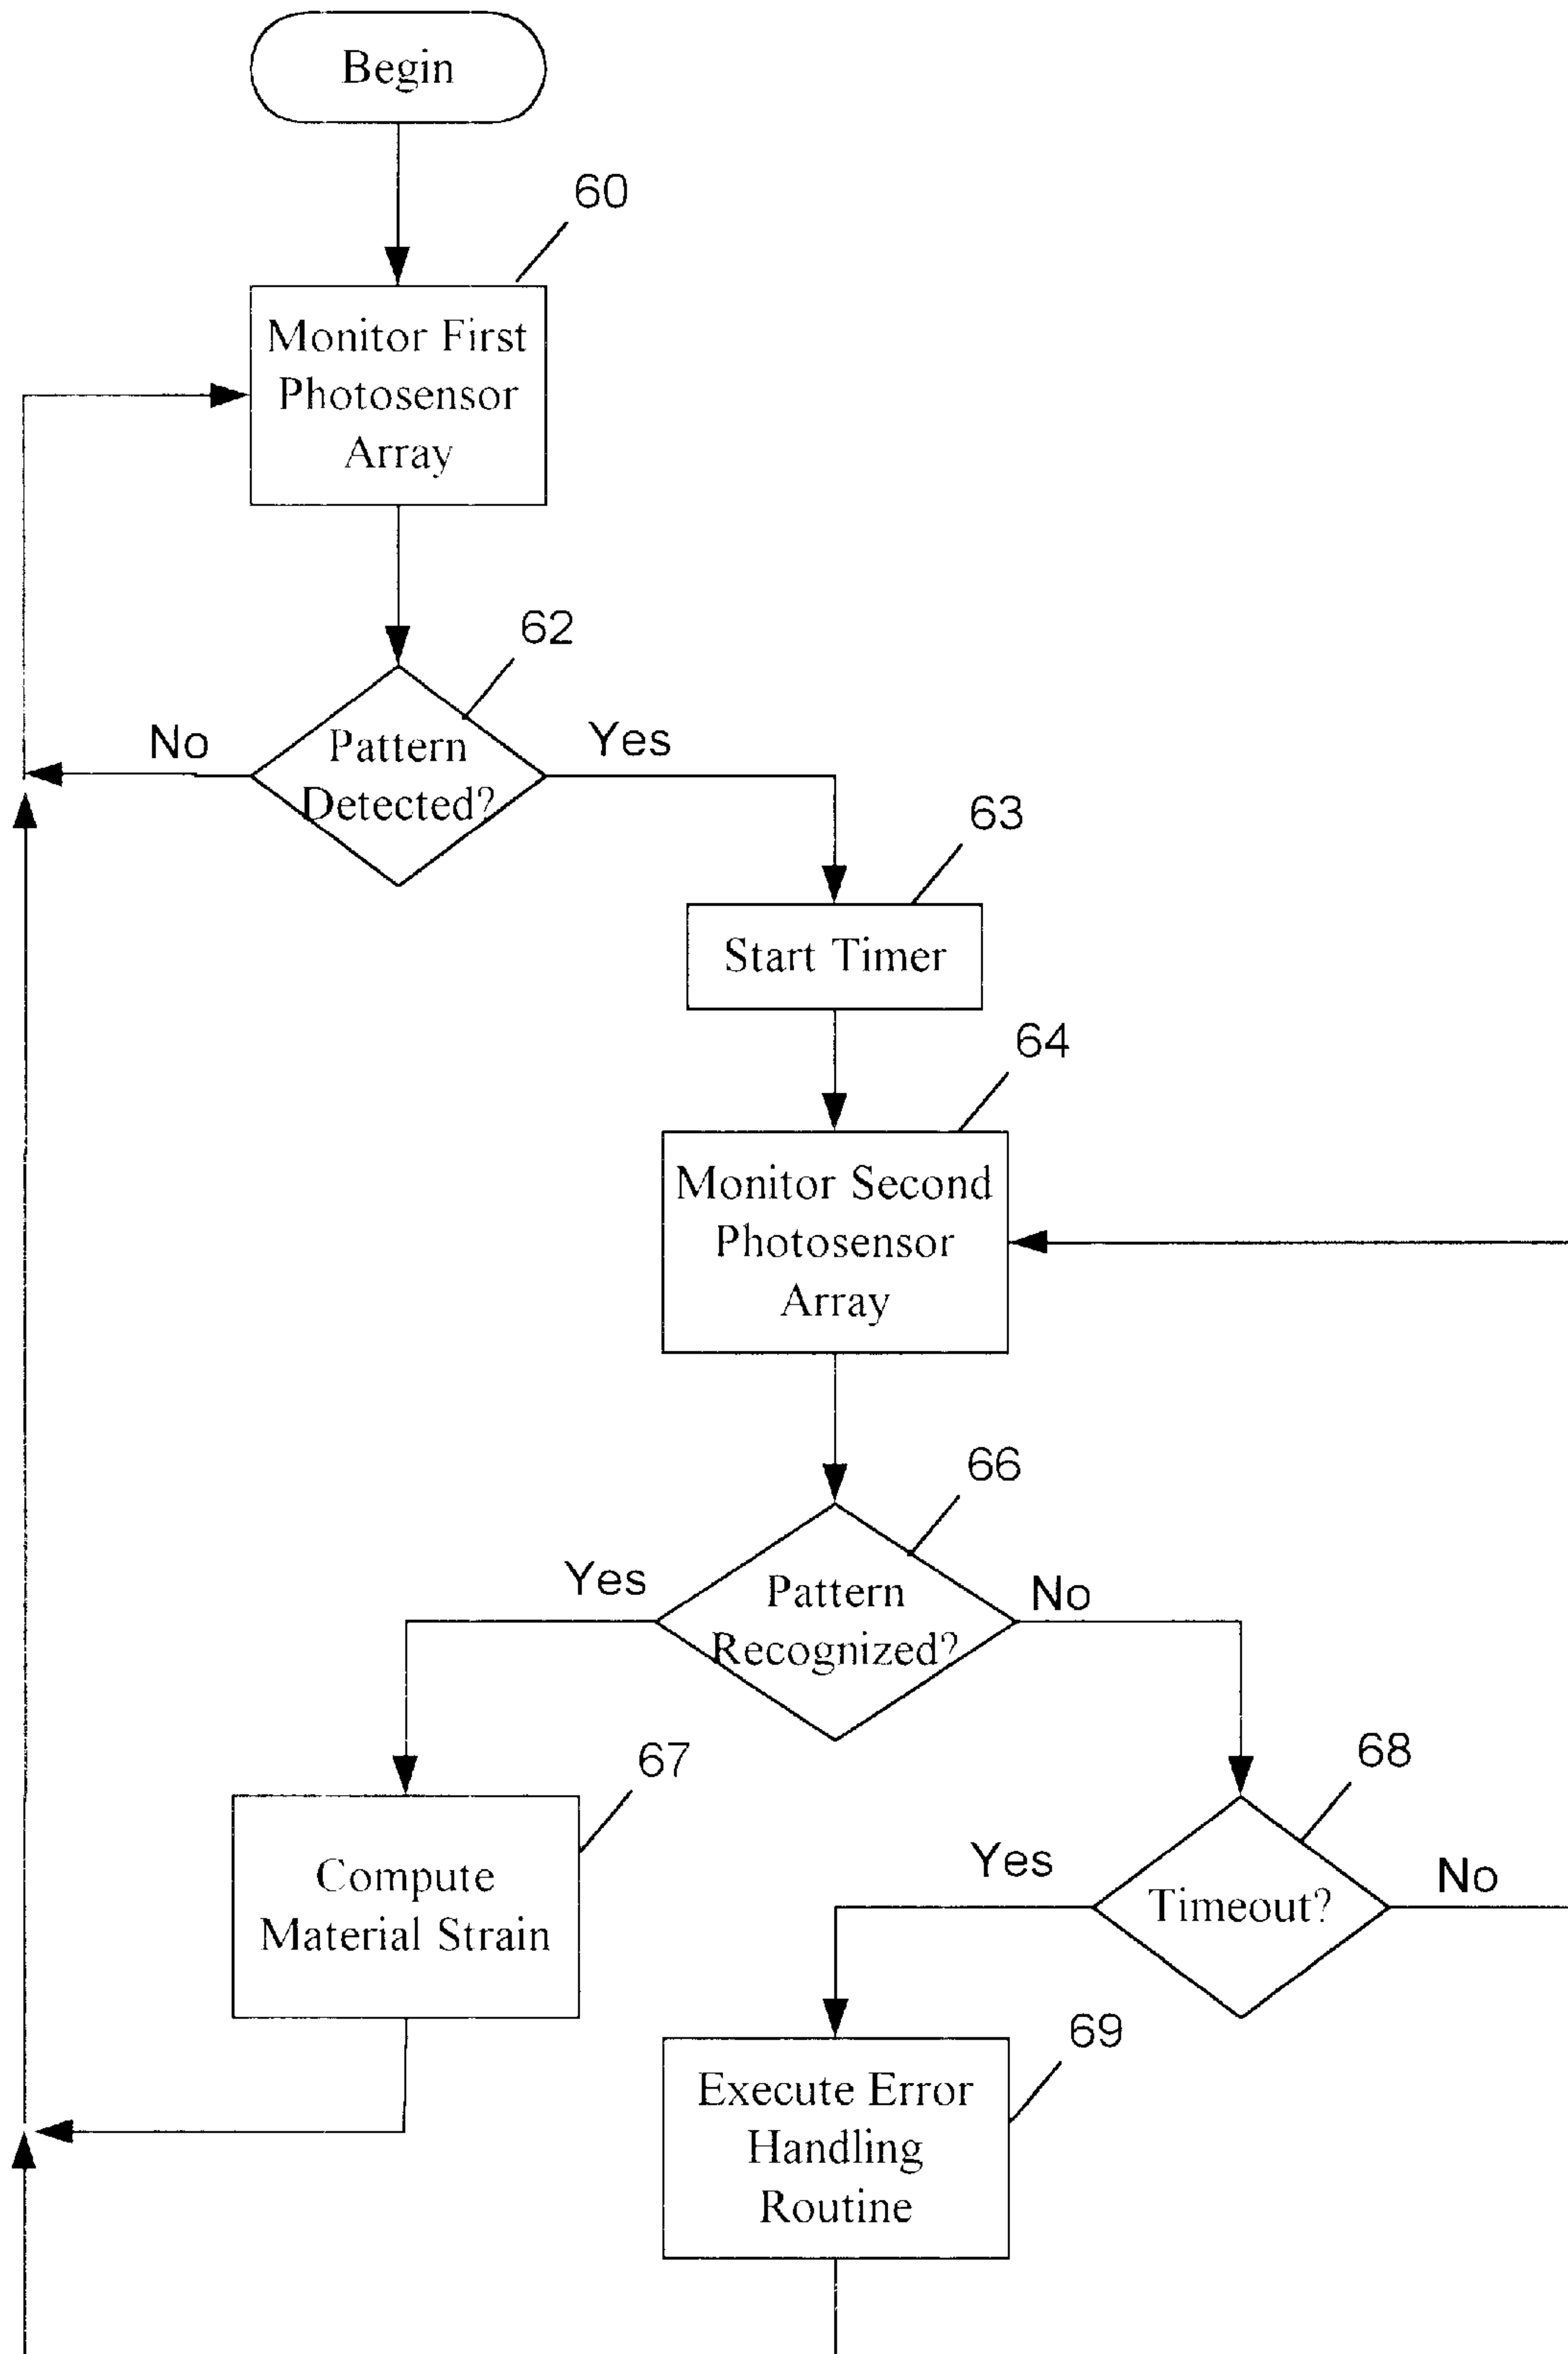 Begin
60
Monitor First
Photosensor
Array
62
No
Pattern
Detected?
Yes
63
Start Timer
64
Monitor Second
Photosensor
Array
66
Yes
Pattern
Recognized?
No
67
Compute
Material Strain
68
Yes
Timeout?
No
69
Execute Error
Handling
Routine